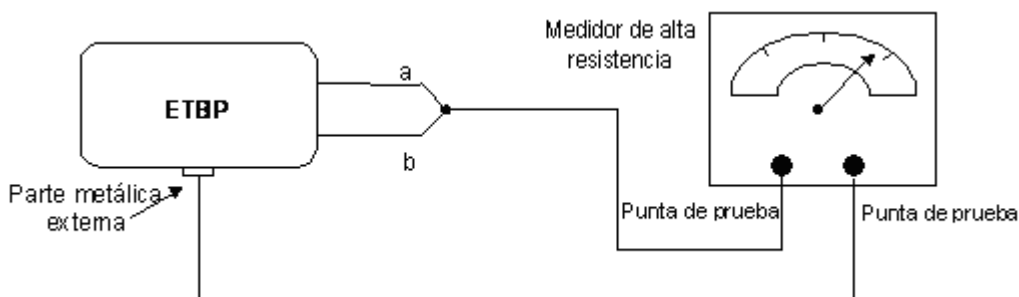 Medidor de alta
resistencia
a
ETBP
b
Parte metálica
externa
Punta de prueba
Punta de prueba